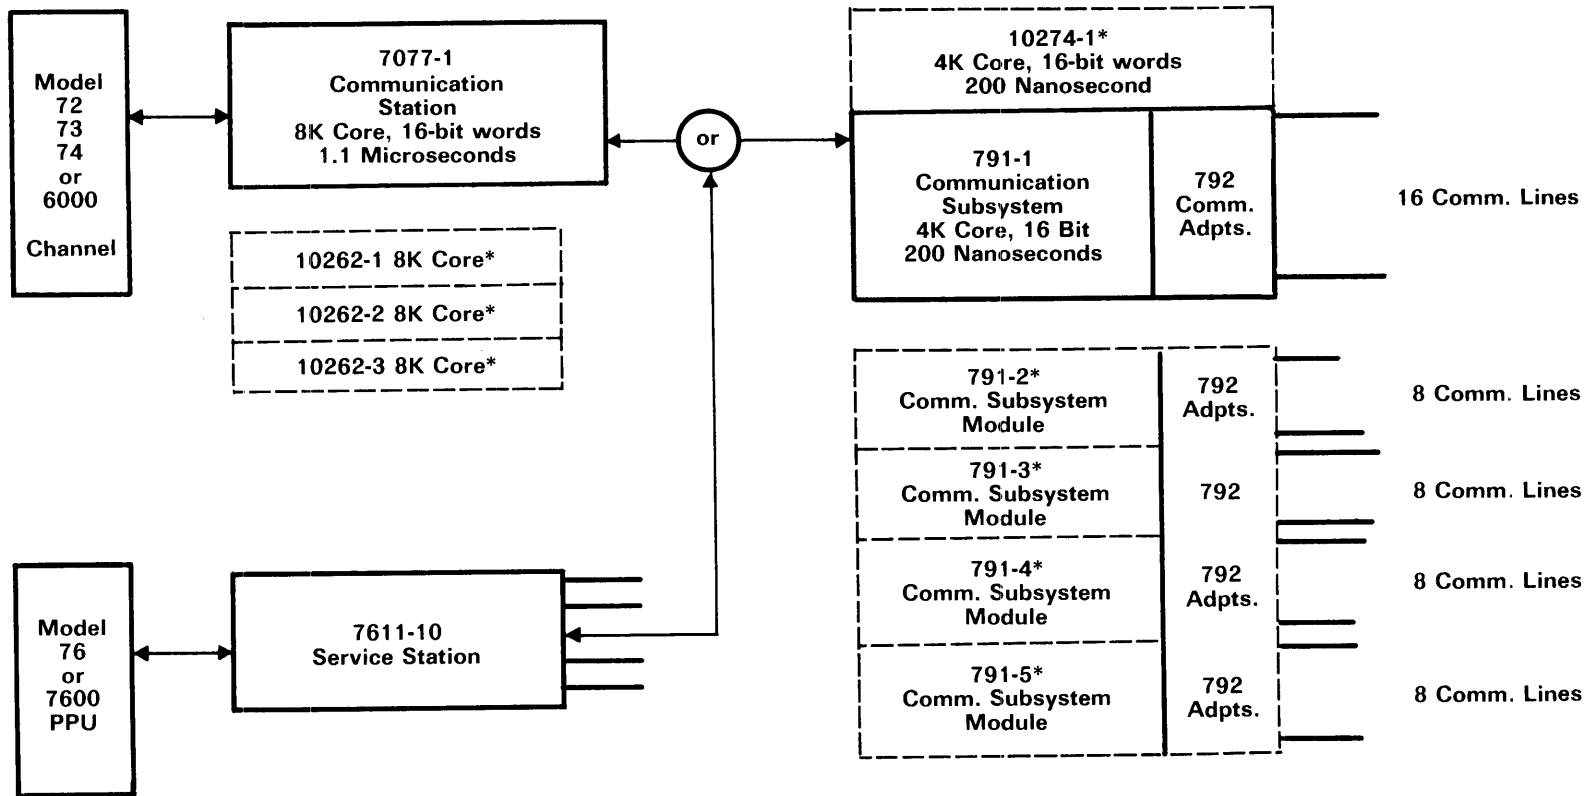 Model
72
73
74
or
6000
Channel
7077-1
Communication
Station
8K Core, 16-bit words
1.1 Microseconds
10262-1 8K Core*
10262-2 8K Core*
10262-3 8K Core*
or
10274-1*
4K Core, 16-bit words
200 Nanosecond
791-1
Communication
Subsystem
4K Core, 16 Bit
200 Nanoseconds
792
Comm.
Adpts.
16 Comm. Lines
791-2*
Comm. Subsystem
Module
792
Adpts.
8 Comm. Lines
791-3*
Comm. Subsystem
Module
792
8 Comm. Lines
791-4*
Comm. Subsystem
Module
792
Adpts.
8 Comm. Lines
791-5*
Comm. Subsystem
Module
792
Adpts.
8 Comm. Lines
Model
76
or
7600
PPU
7611-10
Service Station